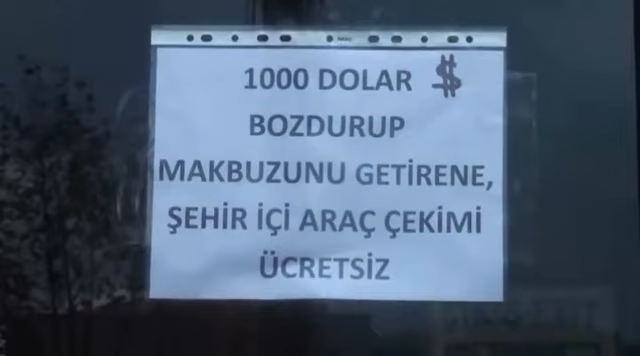 1000 DOLAR $
BOZDURUP
MAKBUZUNU GETİRENE,
ŞEHİR İÇİ ARAÇ ÇEKİMİ
ÜCRETSİZ